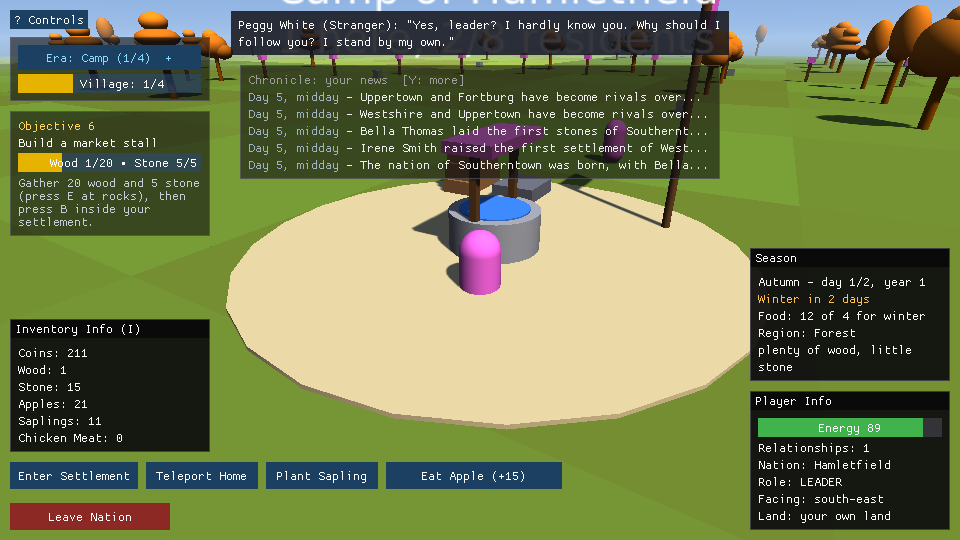 Camp of Hamletfield
? Controls
Peggy White (Stranger): "Yes, leader? I hardly know you. Why should I
follow you? I stand by my own."
Era: Camp (1/4)  +
Village: 1/4
Chronicle: your news  [Y: more]
Day 5, midday – Uppertown and Fortburg have become rivals over...
Day 5, midday – Westshire and Uppertown have become rivals over...
Day 5, midday – Bella Thomas laid the first stones of Southernt...
Day 5, midday – Irene Smith raised the first settlement of West...
Day 5, midday – The nation of Southerntown was born, with Bella...
Objective 6
Build a market stall
Wood 1/20 • Stone 5/5
Gather 20 wood and 5 stone
(press E at rocks), then
press B inside your
settlement.
Season
Autumn – day 1/2, year 1
Winter in 2 days
Food: 12 of 4 for winter
Region: Forest
plenty of wood, little
stone
Inventory Info (I)
Coins: 211
Wood: 1
Stone: 15
Apples: 21
Saplings: 11
Chicken Meat: 0
Player Info
Energy 89
Relationships: 1
Nation: Hamletfield
Role: LEADER
Facing: south-east
Land: your own land
Enter Settlement
Teleport Home
Plant Sapling
Eat Apple (+15)
Leave Nation